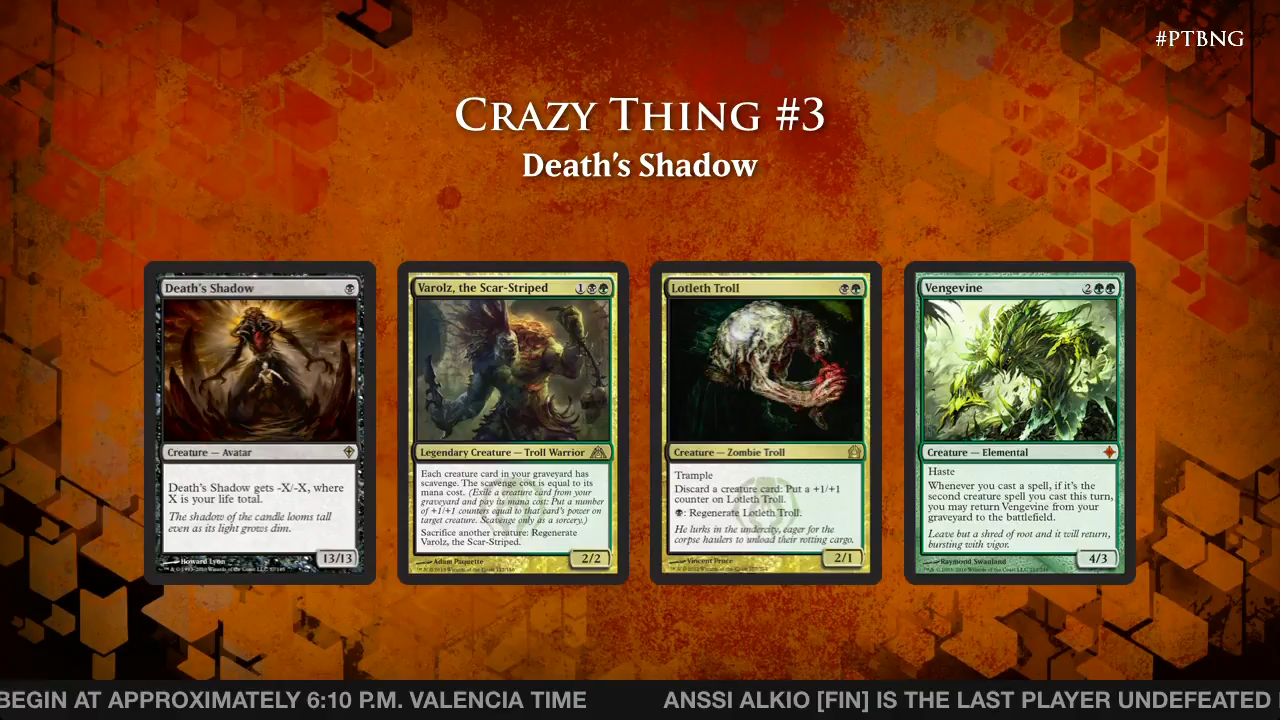 #PTBNG
Crazy Thing #3
Death's Shadow
Death's Shadow
Creature — Avatar
Death's Shadow gets -X/-X, where
X is your life total.
The shadow of the candle looms tall
even as its light grows dim.
Howard Lyon
13/13
Varolz, the Scar-Striped 1
Legendary Creature — Troll Warrior
Each creature card in your graveyard has
scavenge. The scavenge cost is equal to its
mana cost. (Exile a creature card from your
graveyard and pay its mana cost: Put a number
of +1/+1 counters equal to that card's power on
target creature. Scavenge only as a sorcery.)
Sacrifice another creature: Regenerate
Varolz, the Scar-Striped.
Adam Paquette
2/2
Lotleth Troll
Creature — Zombie Troll
Trample
Discard a creature card: Put a +1/+1
counter on Lotleth Troll.
: Regenerate Lotleth Troll.
He lurks in the undercity, eager for the
corpse haulers to unload their rotting cargo.
Vincent Proce
2/1
Vengevine 2
Creature — Elemental
Haste
Whenever you cast a spell, if it's the
second creature spell you cast this turn,
you may return Vengevine from your
graveyard to the battlefield.
Leave but a shred of root and it will return,
bursting with vigor.
Raymond Swanland
4/3
BEGIN AT APPROXIMATELY 6:10 P.M. VALENCIA TIME ANSSI ALKIO [FIN] IS THE LAST PLAYER UNDEFEATED